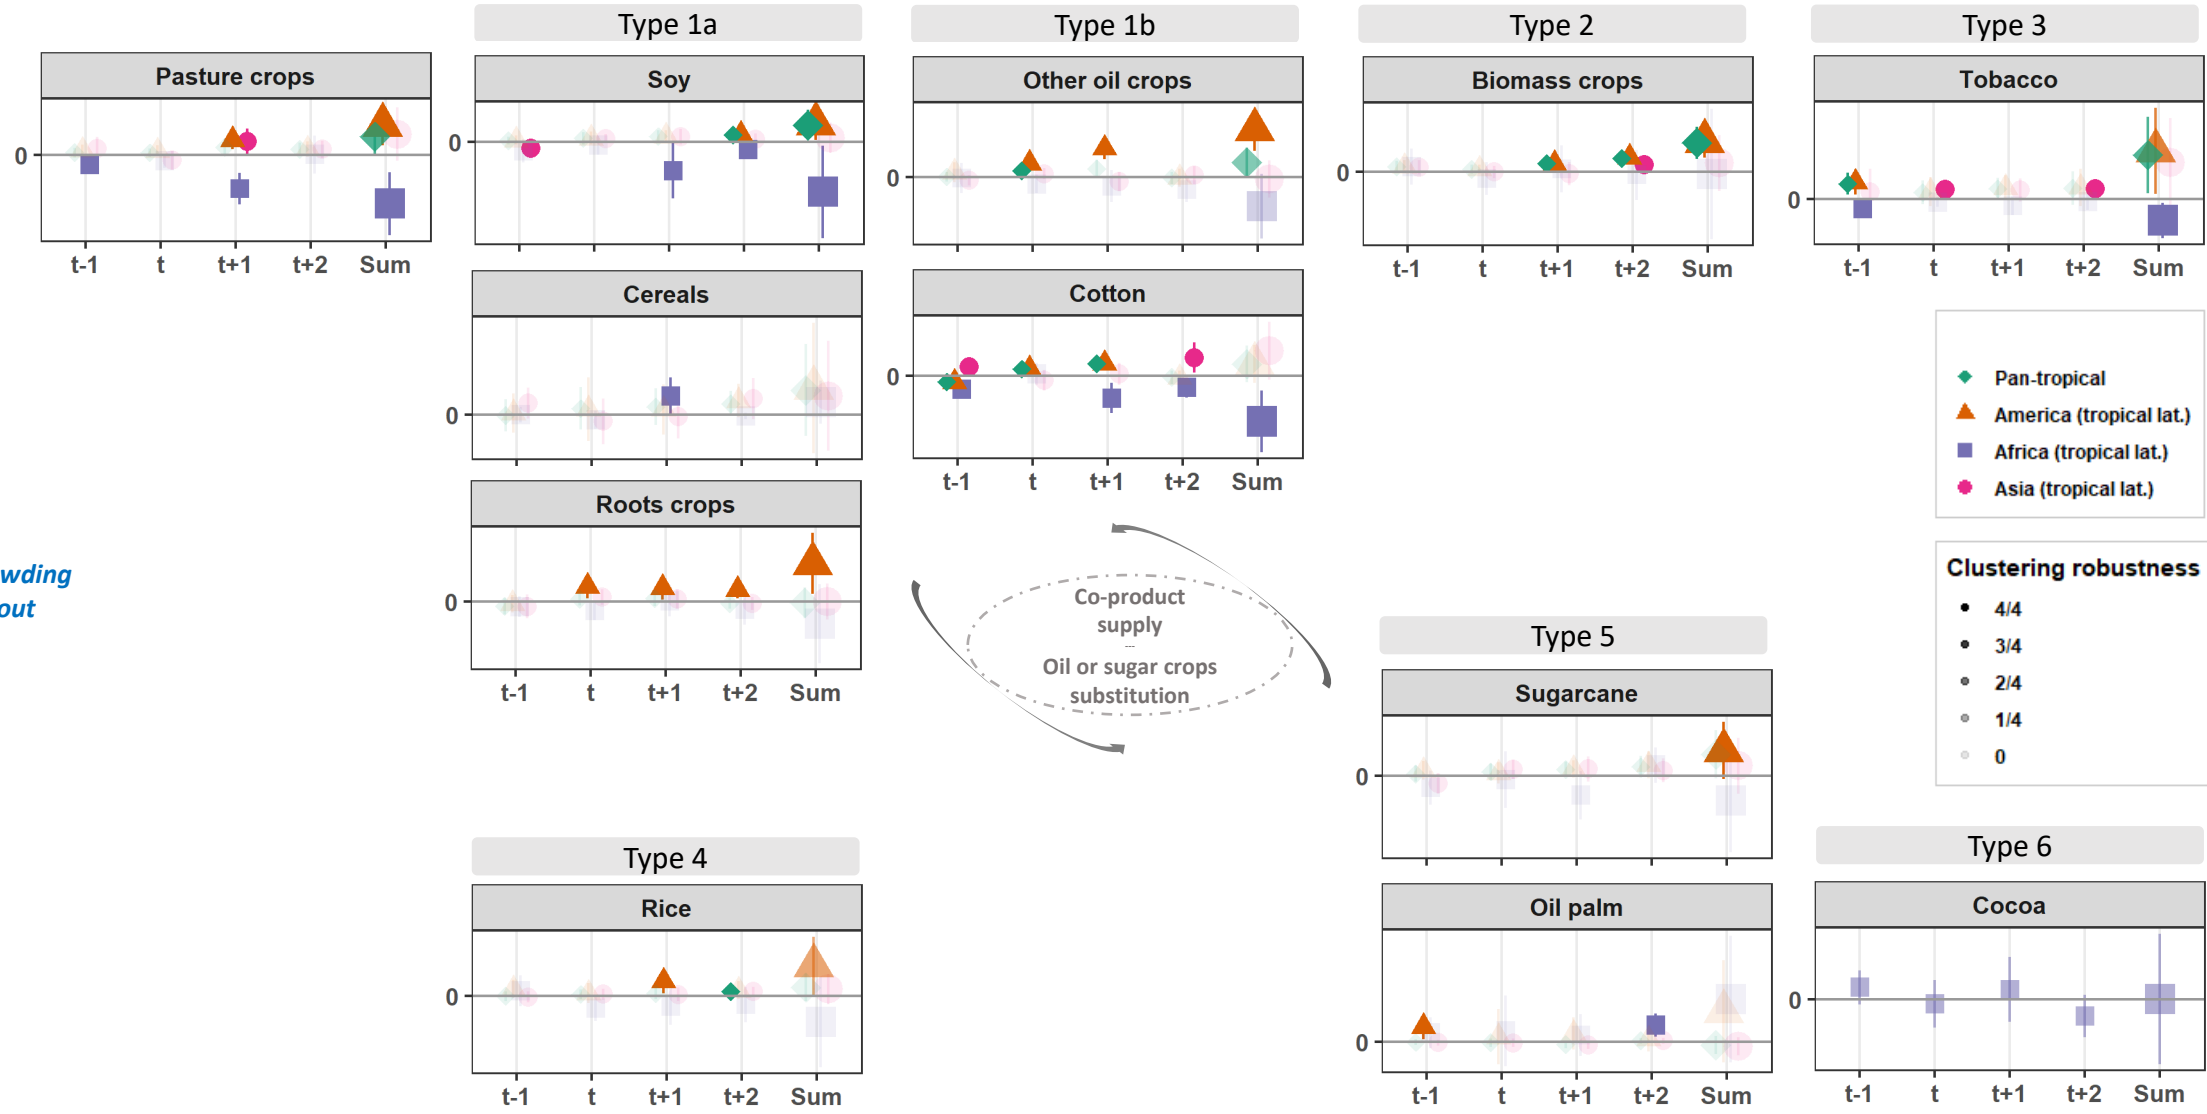 Type 1a
Type 1b
Type 2
Type 3
Pasture crops
0
t-1 t t+1 t+2 Sum
Soy
0
Other oil crops
0
Biomass crops
0
t-1 t t+1 t+2 Sum
Tobacco
0
t-1 t t+1 t+2 Sum
Cereals
0
Cotton
0
t-1 t t+1 t+2 Sum
Pan-tropical
America (tropical lat.)
Africa (tropical lat.)
Asia (tropical lat.)
Roots crops
0
t-1 t t+1 t+2 Sum
wding
out
Co-product
supply
---
Oil or sugar crops
substitution
Clustering robustness
4/4
3/4
2/4
1/4
0
Type 5
Sugarcane
0
Type 4
Rice
0
t-1 t t+1 t+2 Sum
Oil palm
0
t-1 t t+1 t+2 Sum
Type 6
Cocoa
0
t-1 t t+1 t+2 Sum